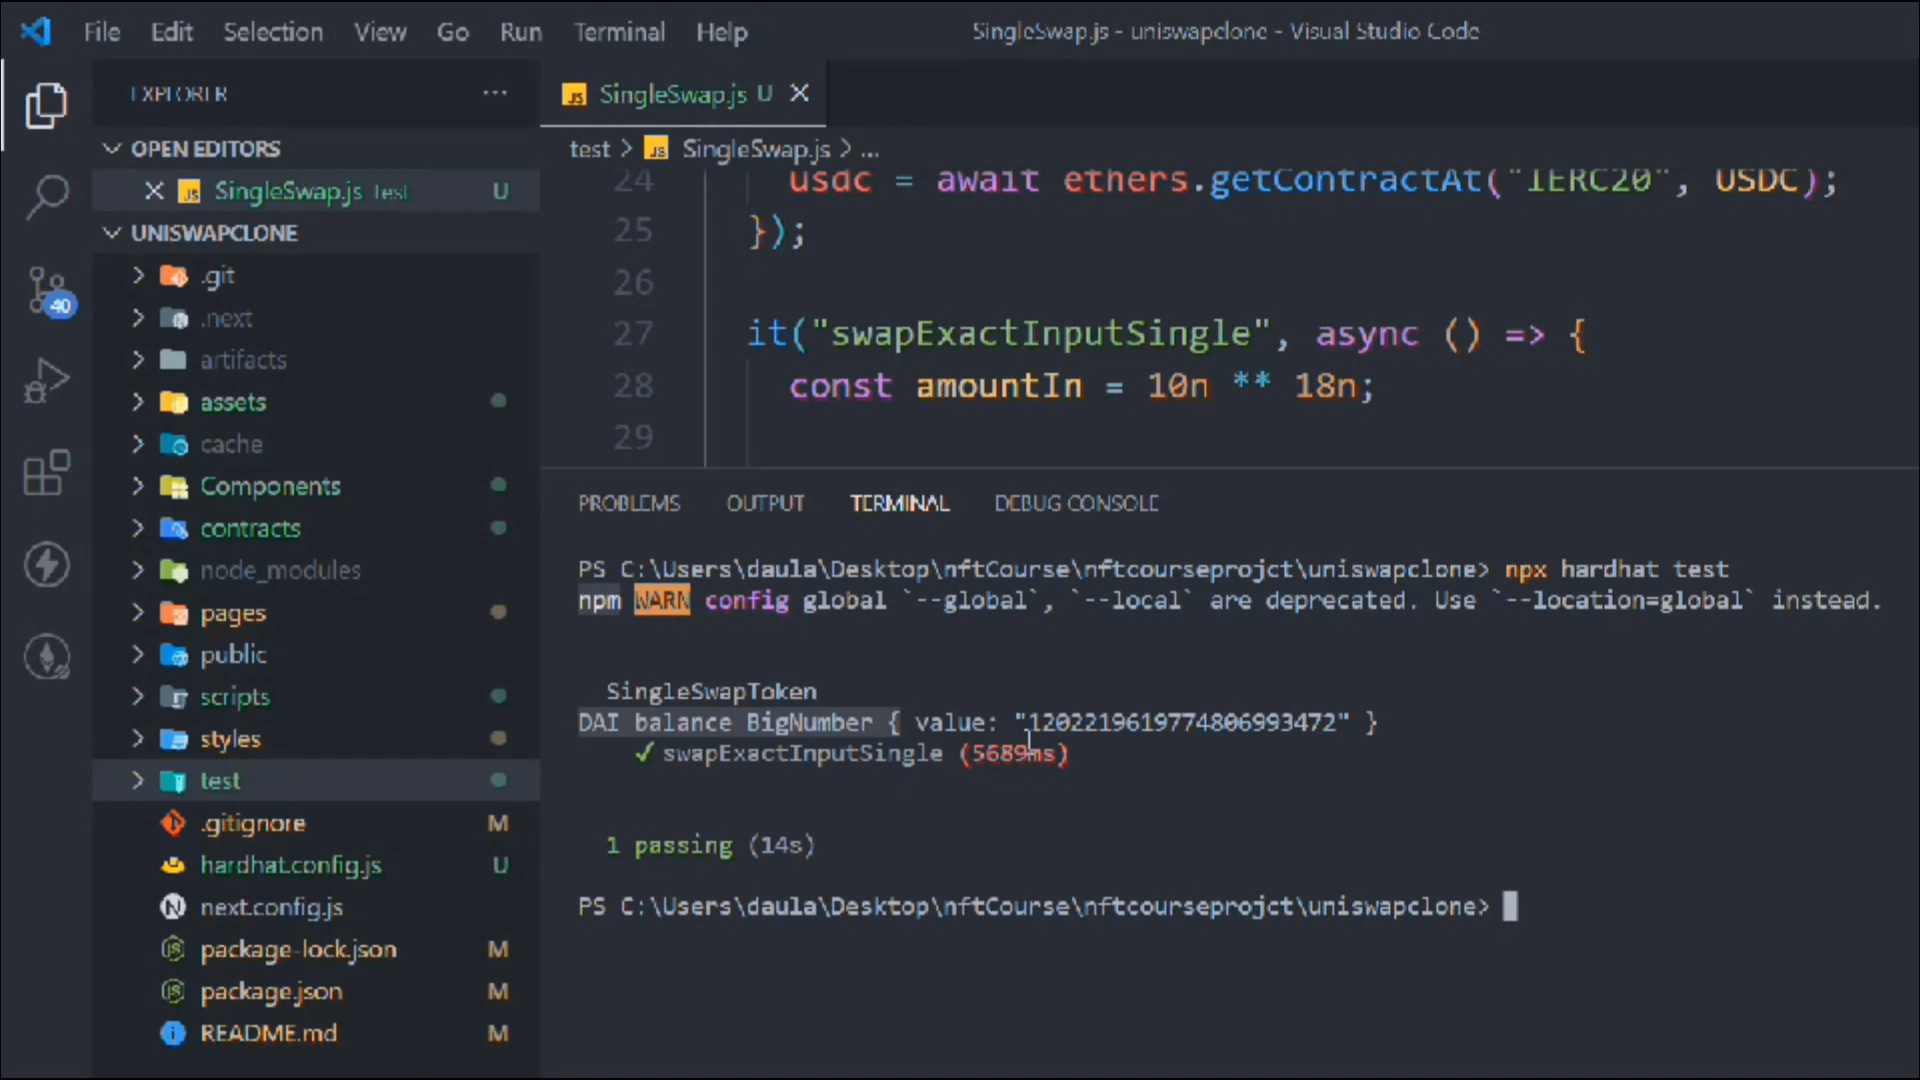 File Edit Selection View Go Run Terminal Help
SingleSwap.js - uniswapclone - Visual Studio Code
EXPLORER ...
SingleSwap.js U
OPEN EDITORS
SingleSwap.js test U
test > SingleSwap.js > ...
UNISWAPCLONE
.git
.next
artifacts
assets
cache
Components
contracts
node_modules
pages
public
scripts
styles
test
.gitignore M
hardhat.config.js U
next.config.js
package-lock.json M
package.json M
README.md M
40
24 usdc = await ethers.getContractAt("IERC20", USDC);
25 });
26
27 it("swapExactInputSingle", async () => {
28 const amountIn = 10n ** 18n;
29
PROBLEMS OUTPUT TERMINAL DEBUG CONSOLE
PS C:\Users\daula\Desktop\nftCourse\nftcourseprojct\uniswapclone> npx hardhat test
npm WARN config global `--global`, `--local` are deprecated. Use `--location=global` instead.
SingleSwapToken
DAI balance BigNumber { value: "1202219619774806993472" }
✓ swapExactInputSingle (5689ms)
1 passing (14s)
PS C:\Users\daula\Desktop\nftCourse\nftcourseprojct\uniswapclone>